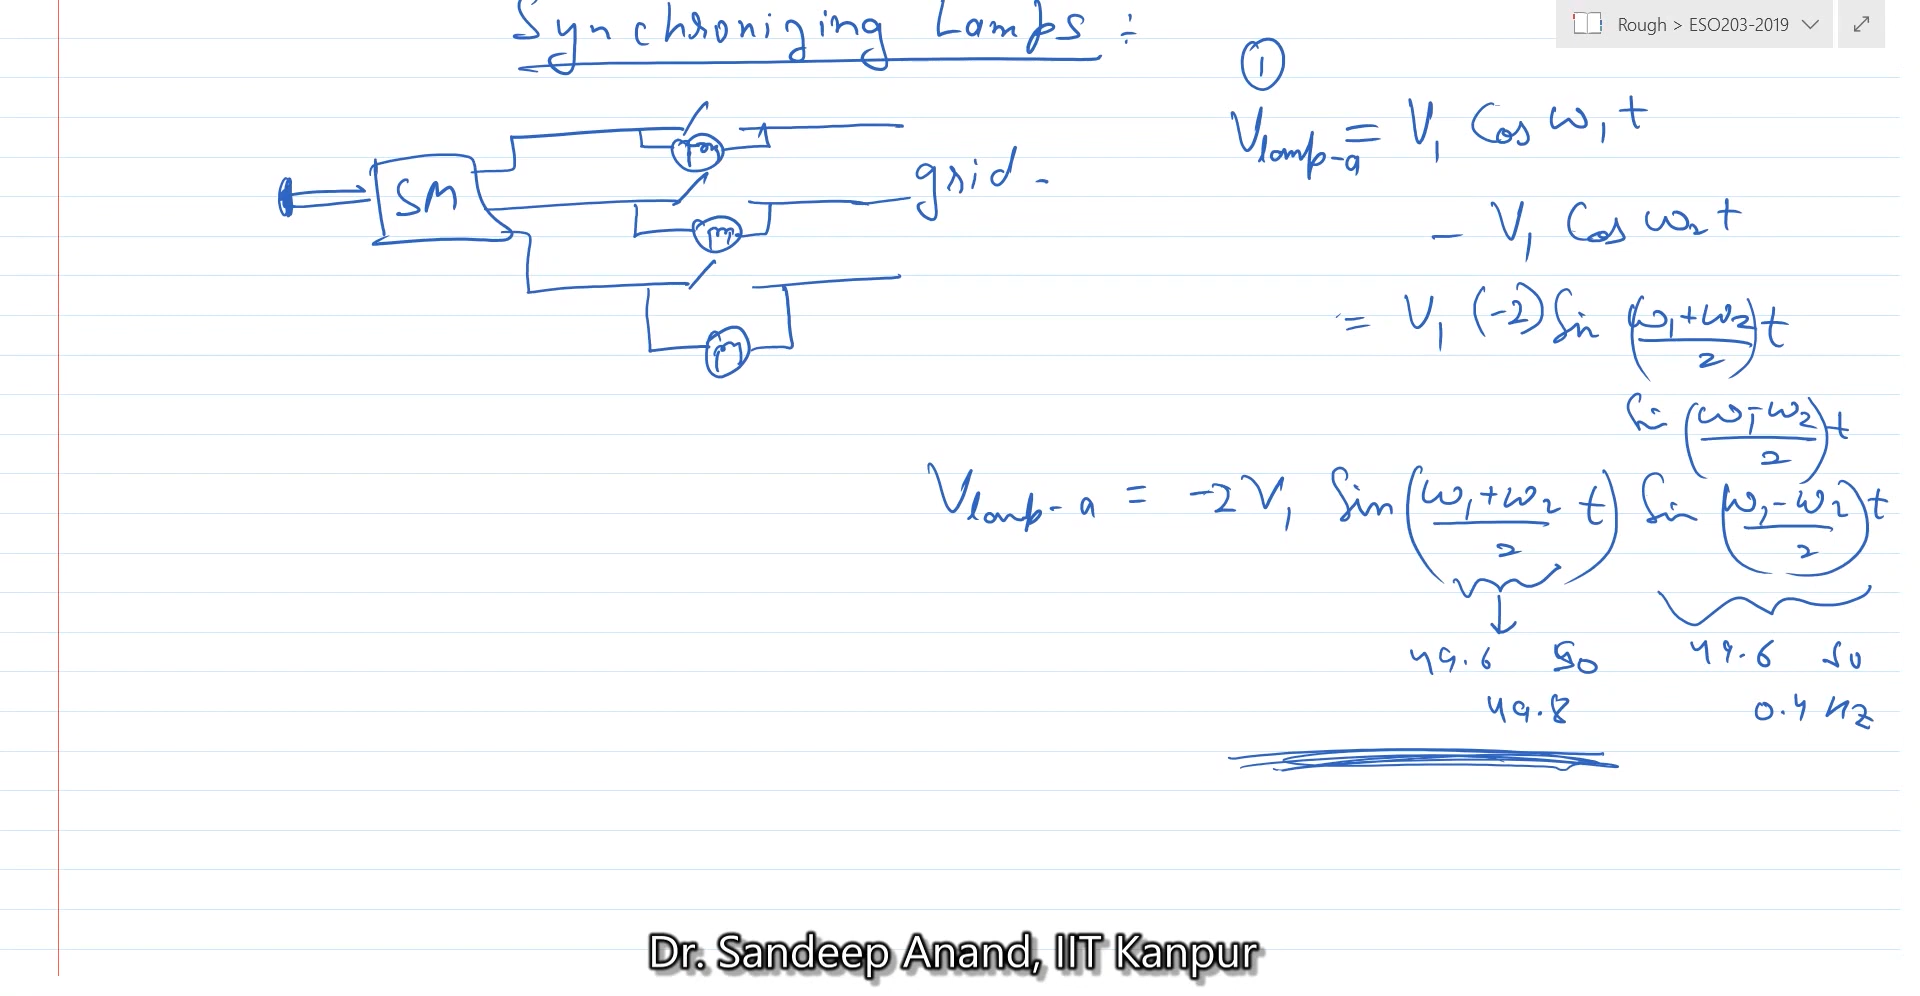 Rough > ESO203-2019
Synchronizing Lamps :
①
V lamp-a = V₁ Cos ω₁t
- V₁ Cos ω₂t
= V₁ (-2) Sin (ω₁+ω₂/2)t
Sin (ω₁-ω₂/2)t
SM
grid.
V lamp-a = -2V₁ Sin (ω₁+ω₂/2 t) Sin (ω₁-ω₂/2)t
49.6 50 49.6 50
49.8 0.4 Hz
Dr. Sandeep Anand, IIT Kanpur